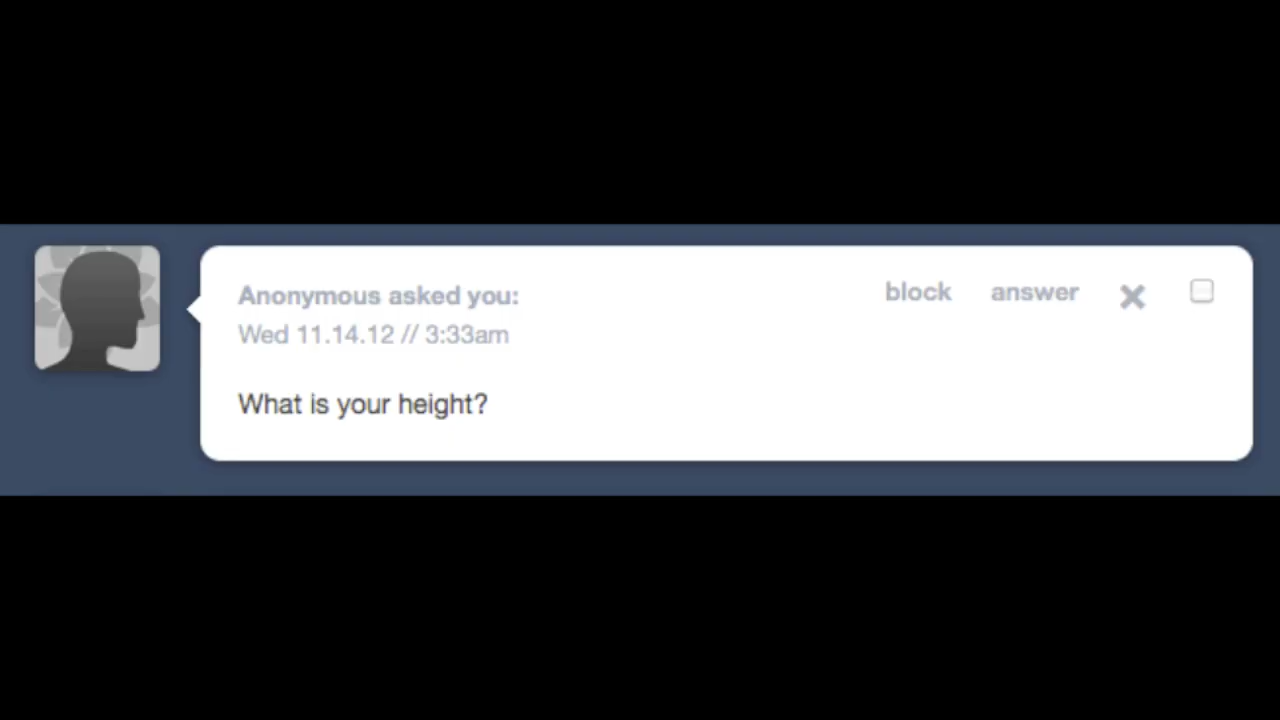 Anonymous asked you:
block answer
Wed 11.14.12 // 3:33am
What is your height?